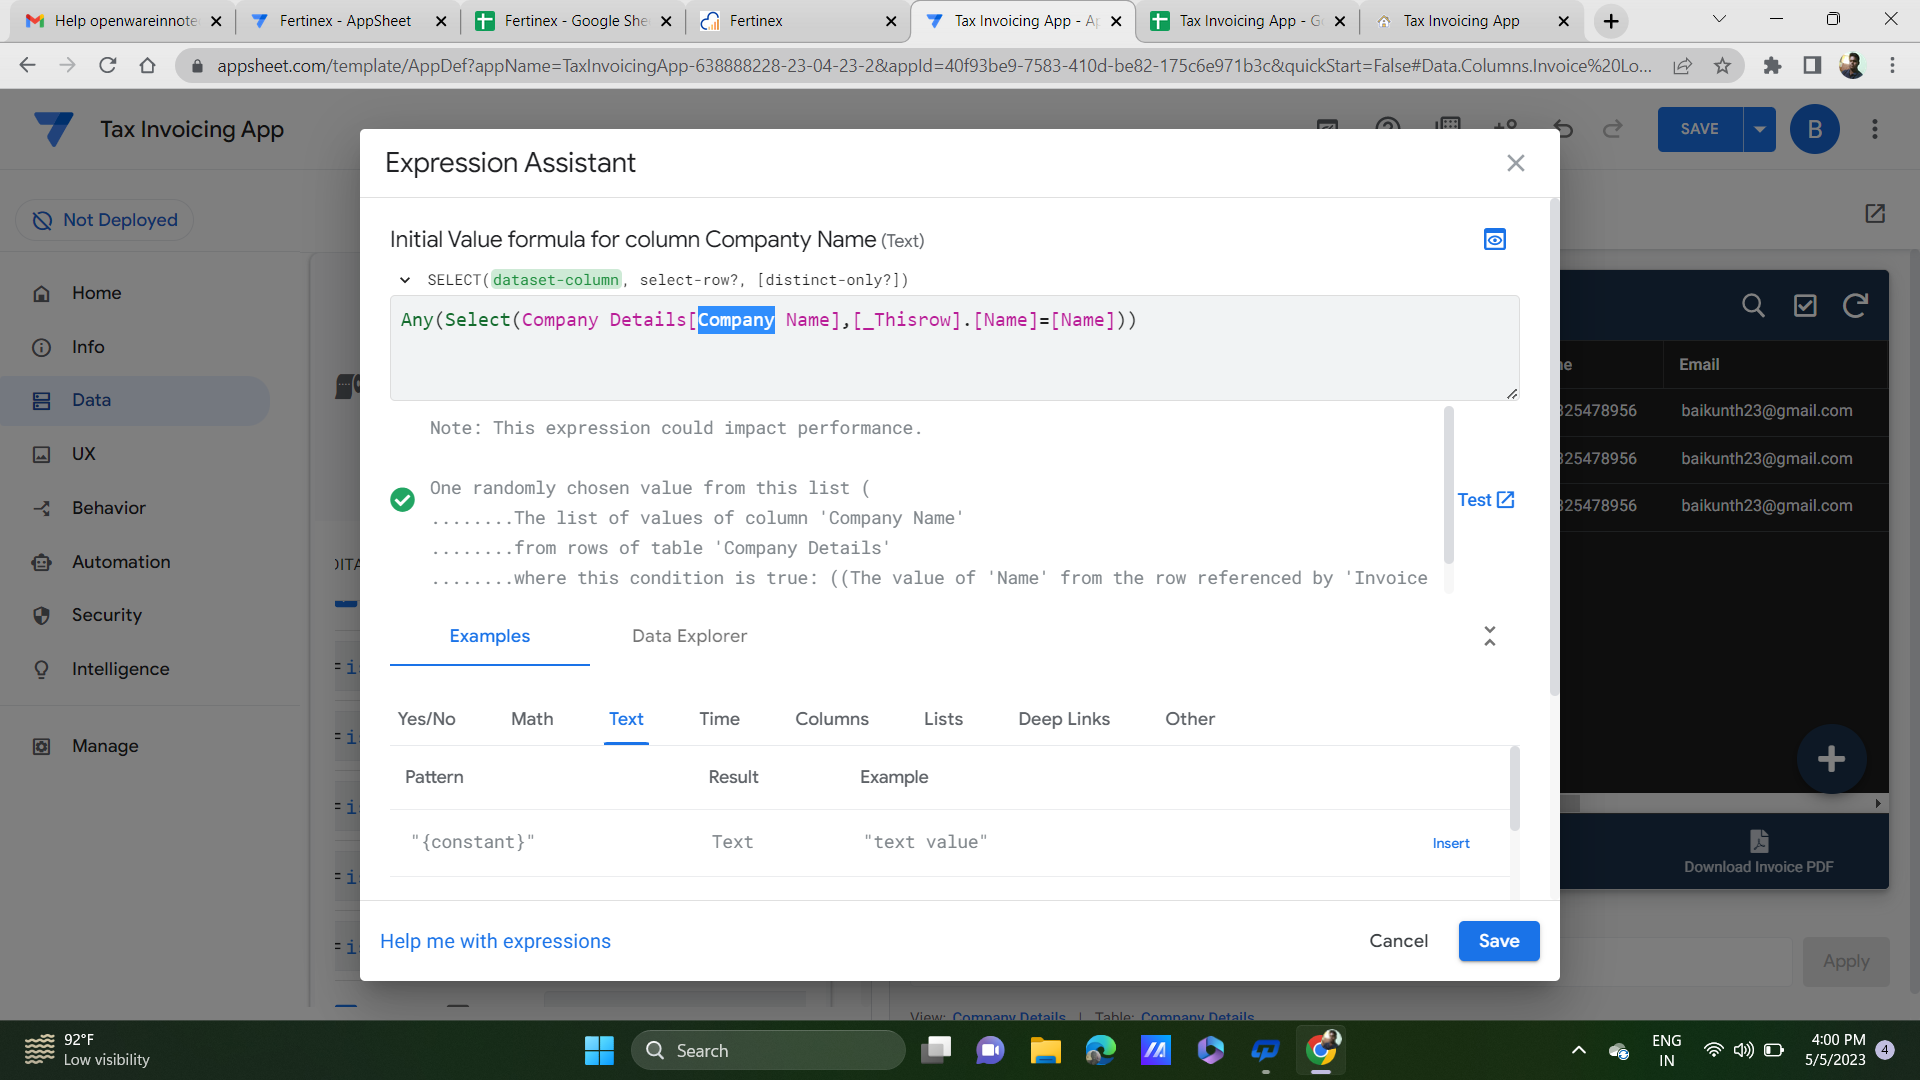 Help openwareinnote
Fertinex - AppSheet
Fertinex - Google She
Fertinex
Tax Invoicing App - Ap
Tax Invoicing App - Go
Tax Invoicing App
appsheet.com/template/AppDef?appName=TaxInvoicingApp-638888228-23-04-23-2&appId=40f93be9-7583-410d-be82-175c6e971b3c&quickStart=False#Data.Columns.Invoice%20Lo...
Tax Invoicing App
SAVE
B
Not Deployed
Home
Info
Data
UX
Behavior
Automation
Security
Intelligence
Manage
Expression Assistant
Initial Value formula for column Companty Name (Text)
SELECT(dataset-column, select-row?, [distinct-only?])
Any(Select(Company Details[Company Name],[_Thisrow].[Name]=[Name]))
Note: This expression could impact performance.
One randomly chosen value from this list (
........The list of values of column 'Company Name'
........from rows of table 'Company Details'
........where this condition is true: ((The value of 'Name' from the row referenced by 'Invoice
Test
Examples
Data Explorer
Yes/No
Math
Text
Time
Columns
Lists
Deep Links
Other
Pattern
Result
Example
"{constant}"
Text
"text value"
Insert
Help me with expressions
Cancel
Save
Email
325478956
baikunth23@gmail.com
325478956
baikunth23@gmail.com
325478956
baikunth23@gmail.com
Download Invoice PDF
Apply
View: Company Details | Table: Company Details
92°F
Low visibility
Search
ENG
IN
4:00 PM
5/5/2023
4